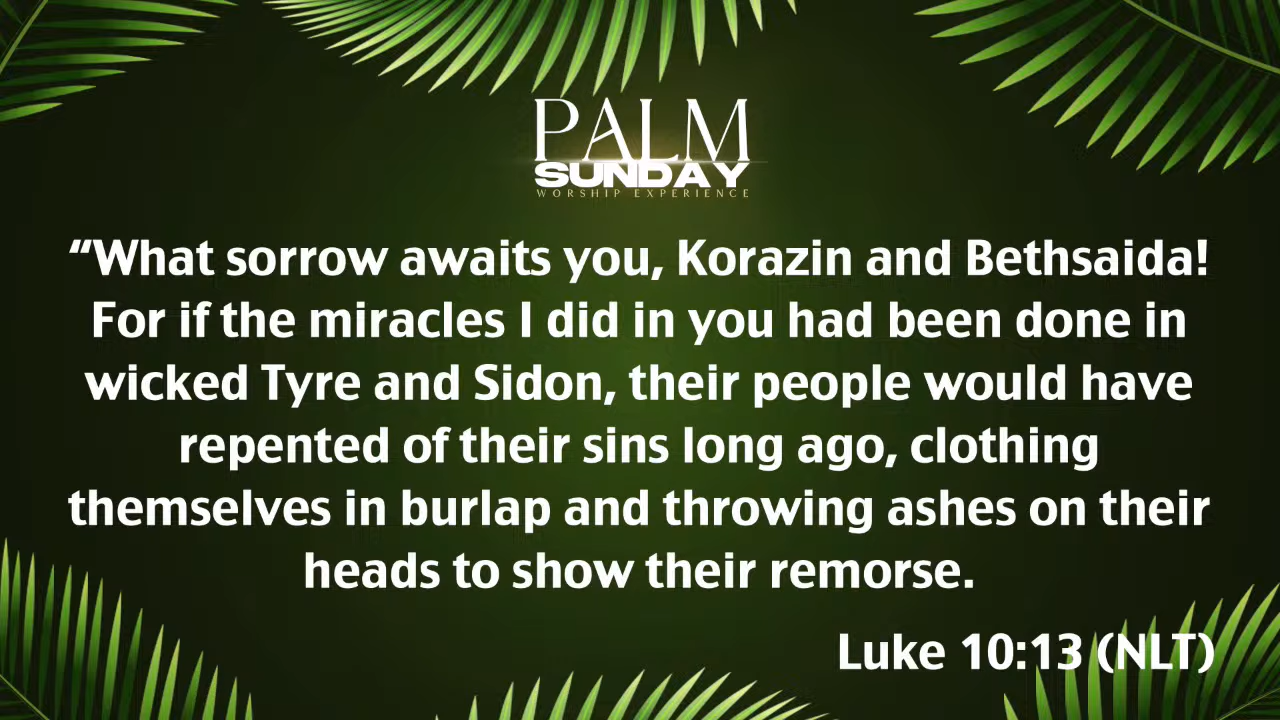 PALM
SUNDAY
WORSHIP EXPERIENCE
“What sorrow awaits you, Korazin and Bethsaida!
For if the miracles I did in you had been done in
wicked Tyre and Sidon, their people would have
repented of their sins long ago, clothing
themselves in burlap and throwing ashes on their
heads to show their remorse.
Luke 10:13 (NLT)